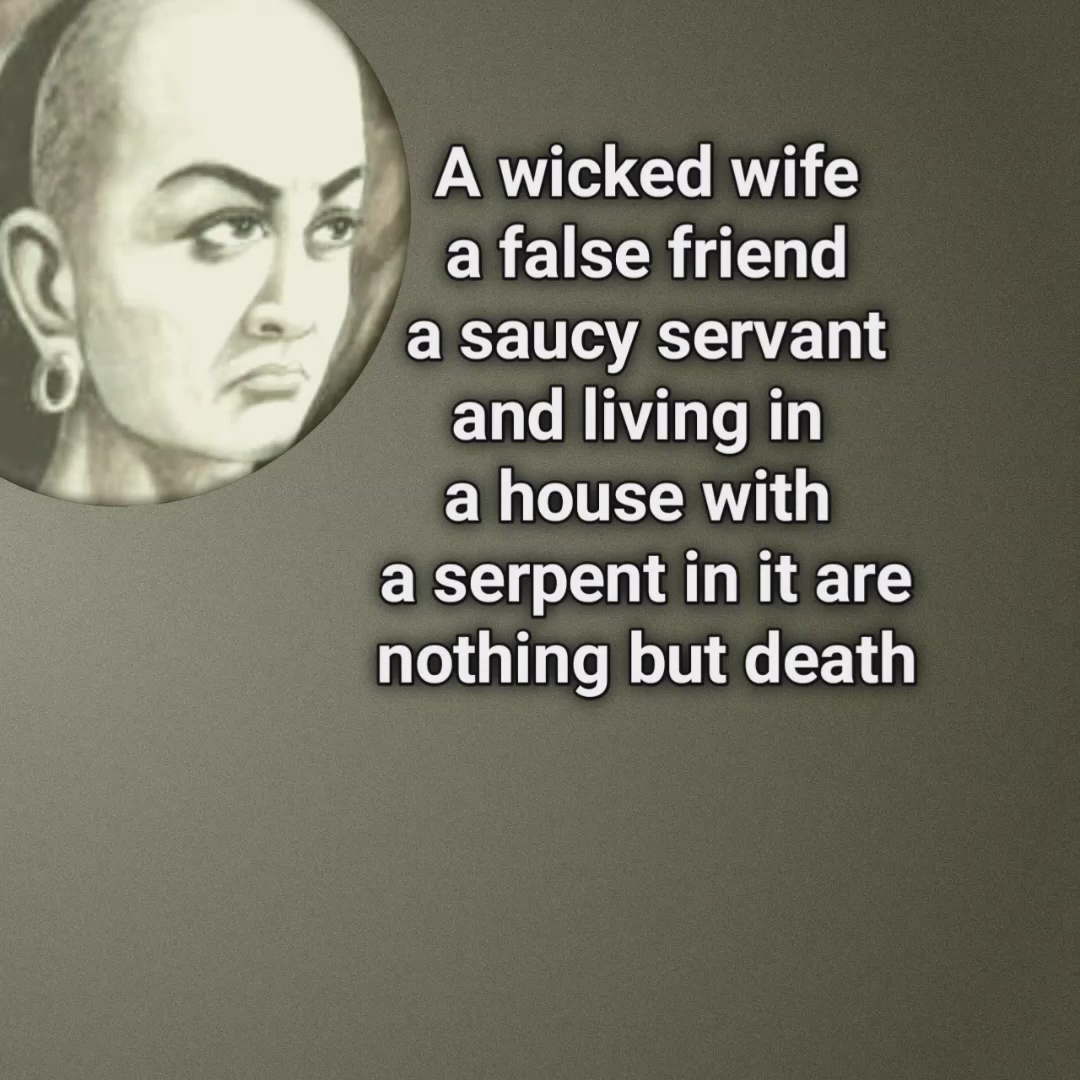 A wicked wife
a false friend
a saucy servant
and living in
a house with
a serpent in it are
nothing but death